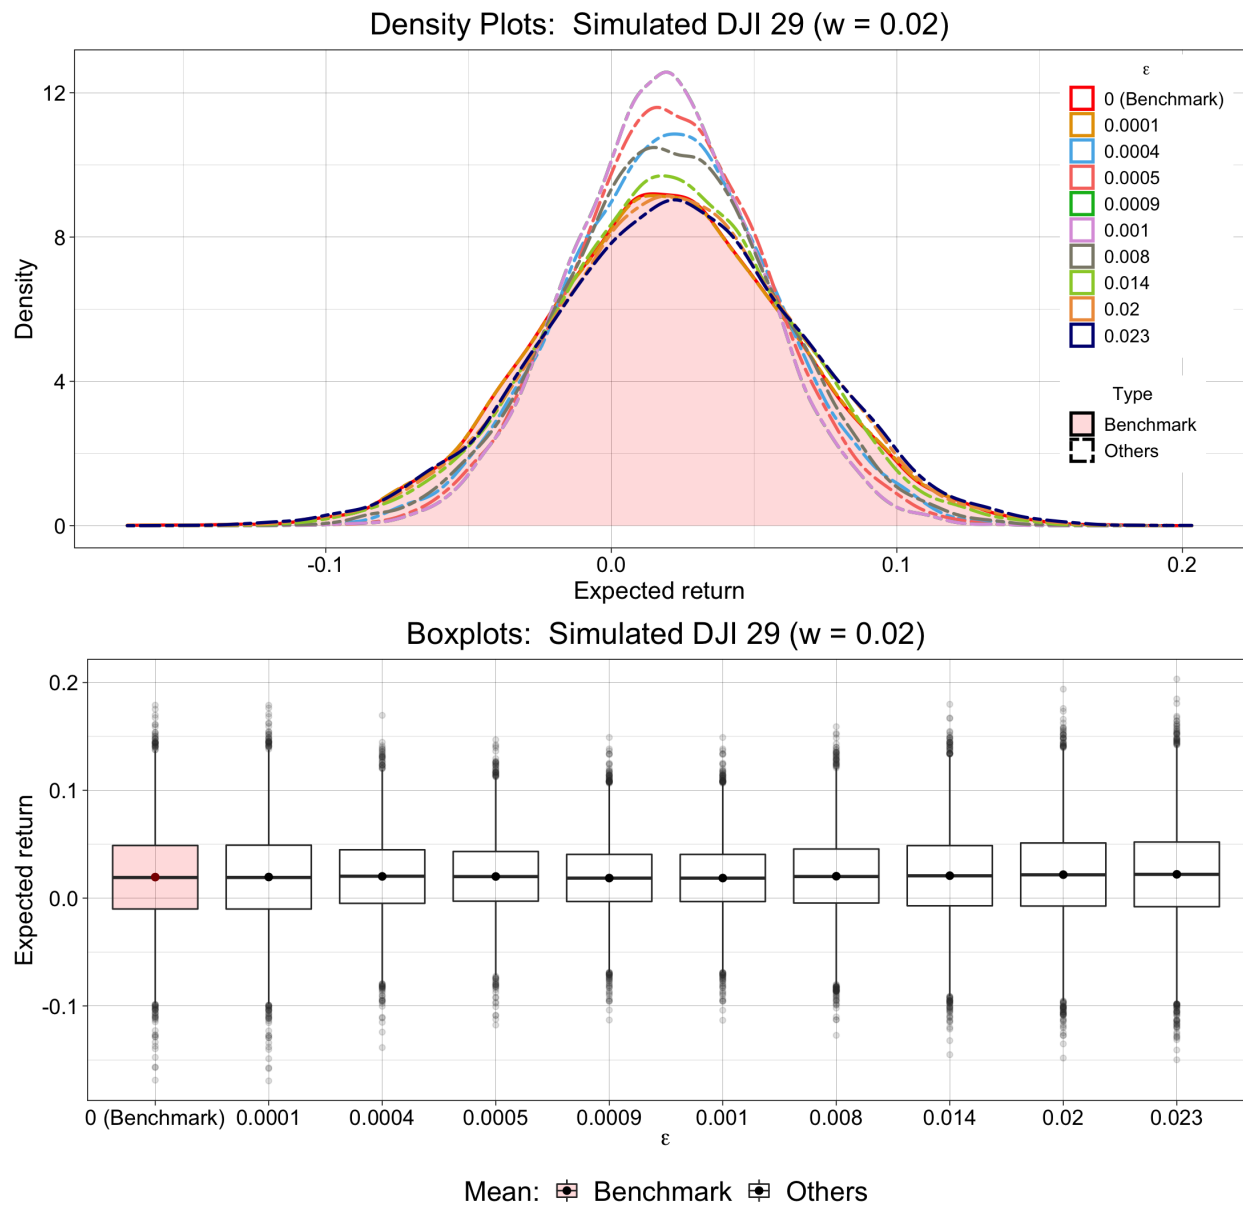 Density Plots:  Simulated DJI 29 (w = 0.02)
Density
12
8
4
0
-0.1
0.0
0.1
0.2
Expected return
ε
0 (Benchmark)
0.0001
0.0004
0.0005
0.0009
0.001
0.008
0.014
0.02
0.023
Type
Benchmark
Others
Boxplots:  Simulated DJI 29 (w = 0.02)
Expected return
0.2
0.1
0.0
-0.1
0 (Benchmark) 0.0001 0.0004 0.0005 0.0009 0.001 0.008 0.014 0.02 0.023
ε
Mean: Benchmark Others